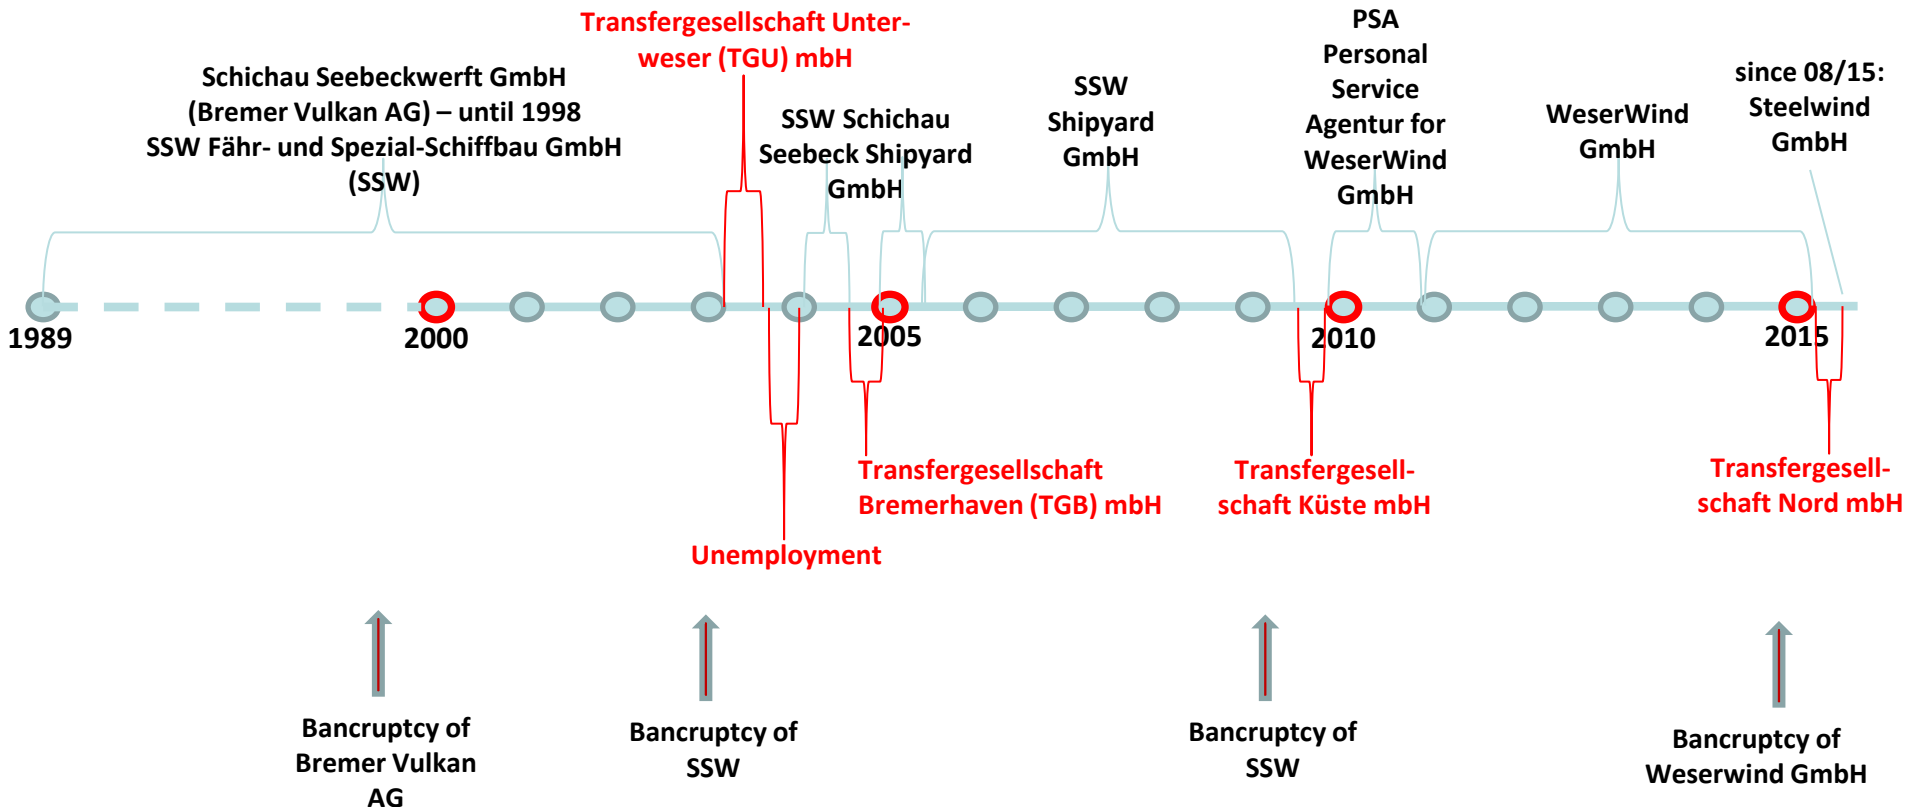 Transfergesellschaft Unter-
weser (TGU) mbH
Schichau Seebeckwerft GmbH
(Bremer Vulkan AG) – until 1998
SSW Fähr- und Spezial-Schiffbau GmbH
(SSW)
SSW Schichau
Seebeck Shipyard
GmbH
SSW
Shipyard
GmbH
PSA
Personal
Service
Agentur for
WeserWind
GmbH
WeserWind
GmbH
since 08/15:
Steelwind
GmbH
1989
2000
2005
2010
2015
Transfergesellschaft
Bremerhaven (TGB) mbH
Transfergesell-
schaft Küste mbH
Transfergesell-
schaft Nord mbH
Unemployment
Bancruptcy of
Bremer Vulkan
AG
Bancruptcy of
SSW
Bancruptcy of
SSW
Bancruptcy of
Weserwind GmbH